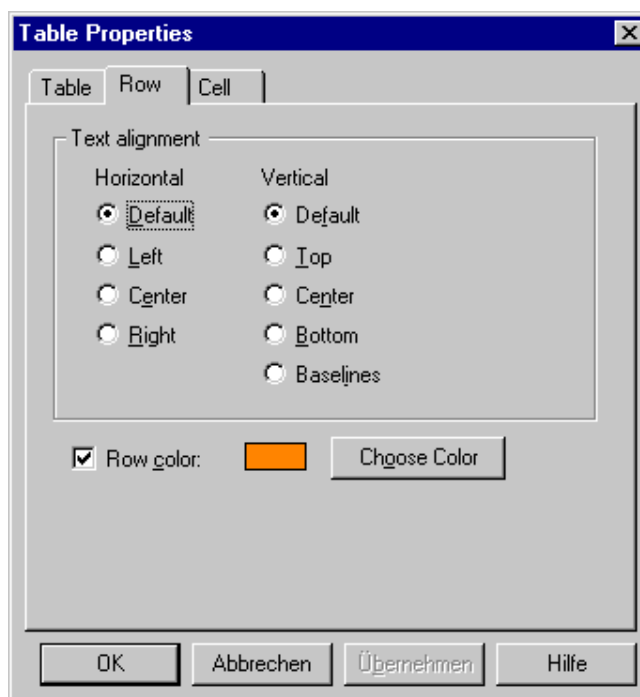 Table Properties
Table Row Cell
Text alignment
Horizontal Vertical
Default Default
Left Top
Center Center
Right Bottom
Baselines
Row color: Choose Color
OK Abbrechen Übernehmen Hilfe